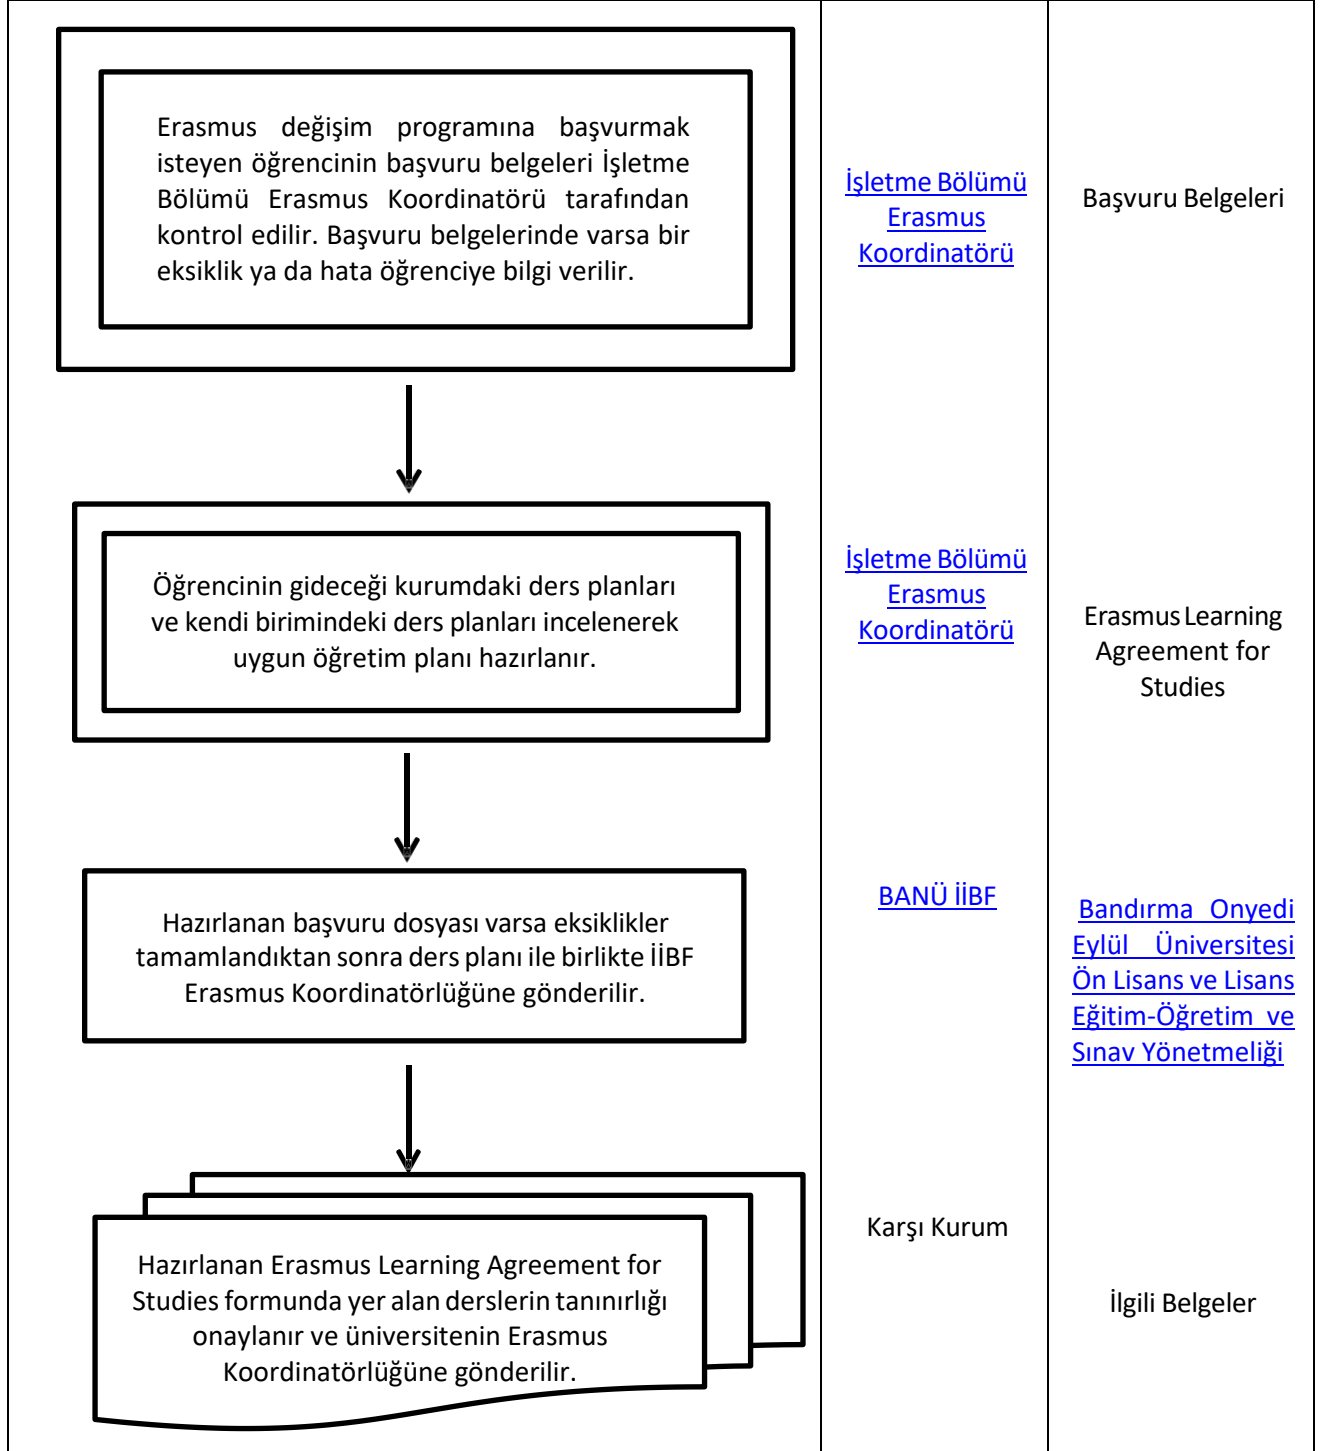 Erasmus değişim programına başvurmak
isteyen öğrencinin başvuru belgeleri İşletme
Bölümü Erasmus Koordinatörü tarafından
kontrol edilir. Başvuru belgelerinde varsa bir
eksiklik ya da hata öğrenciye bilgi verilir.
İşletme Bölümü
Erasmus
Koordinatörü
Başvuru Belgeleri
Öğrencinin gideceği kurumdaki ders planları
ve kendi birimindeki ders planları incelenerek
uygun öğretim planı hazırlanır.
İşletme Bölümü
Erasmus
Koordinatörü
Erasmus Learning
Agreement for
Studies
Hazırlanan başvuru dosyası varsa eksiklikler
tamamlandıktan sonra ders planı ile birlikte İİBF
Erasmus Koordinatörlüğüne gönderilir.
BANÜ İİBF
Bandırma Onyedi
Eylül Üniversitesi
Ön Lisans ve Lisans
Eğitim-Öğretim ve
Sınav Yönetmeliği
Hazırlanan Erasmus Learning Agreement for
Studies formunda yer alan derslerin tanınırlığı
onaylanır ve üniversitenin Erasmus
Koordinatörlüğüne gönderilir.
Karşı Kurum
İlgili Belgeler